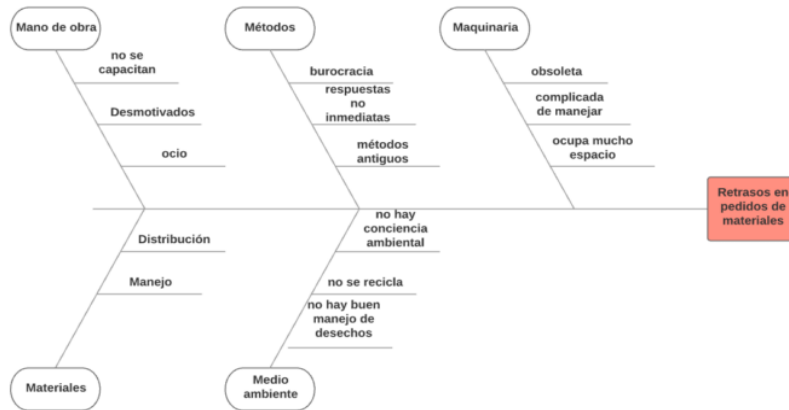 Mano de obra
Métodos
Maquinaria
no se
capacitan
Desmotivados
ocio
burocracia
respuestas
no
inmediatas
métodos
antiguos
obsoleta
complicada
de manejar
ocupa mucho
espacio
Retrasos en
pedidos de
materiales
Distribución
Manejo
no hay
conciencia
ambiental
no se recicla
no hay buen
manejo de
desechos
Materiales
Medio
ambiente